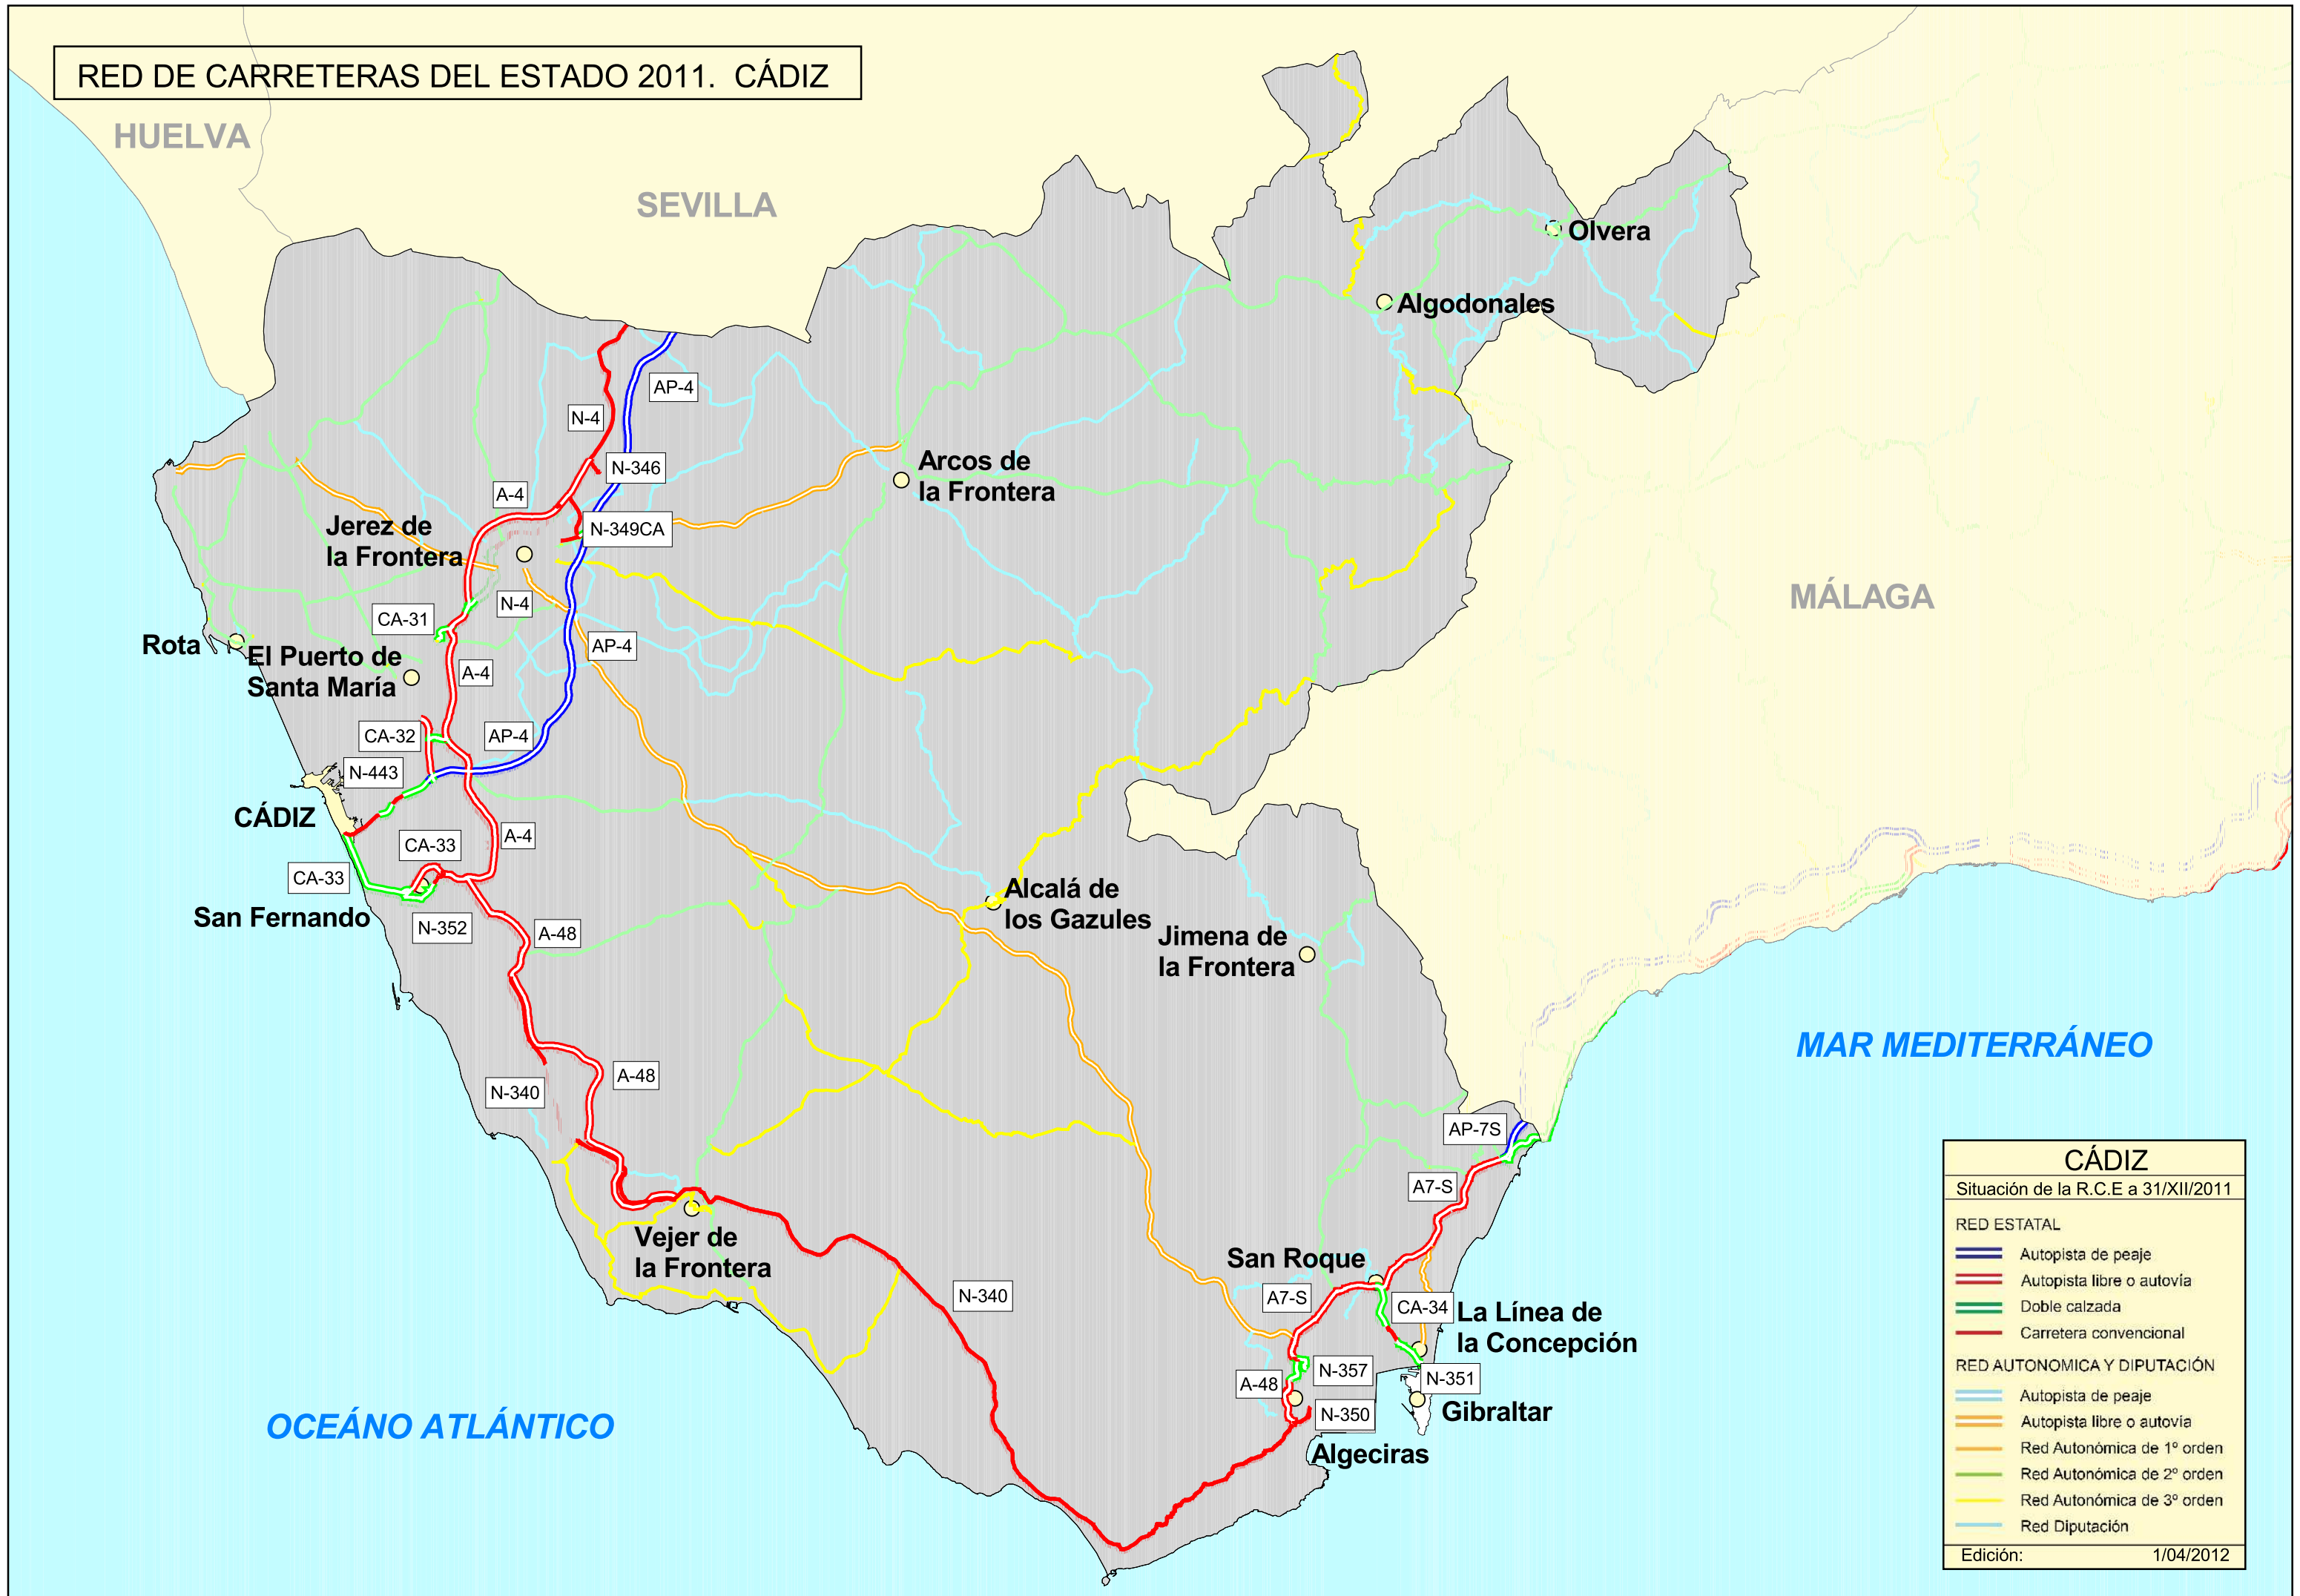 RED DE CARRETERAS DEL ESTADO 2011. CÁDIZ
HUELVA
SEVILLA
Olvera
Algodonales
AP-4
N-4
N-346
A-4
Arcos de
la Frontera
Jerez de
la Frontera
N-349CA
N-4
CA-31
MÁLAGA
Rota
El Puerto de
Santa María
AP-4
A-4
CA-32
AP-4
N-443
CÁDIZ
CA-33
A-4
CA-33
San Fernando
N-352
A-48
Alcalá de
los Gazules
Jimena de
la Frontera
MAR MEDITERRÁNEO
A-48
N-340
AP-7S
A7-S
Vejer de
la Frontera
San Roque
N-340
A7-S
CA-34
La Línea de
la Concepción
N-357
A-48
N-351
N-350
Gibraltar
Algeciras
OCEÁNO ATLÁNTICO
CÁDIZ
Situación de la R.C.E a 31/XII/2011
RED ESTATAL
Autopista de peaje
Autopista libre o autovía
Doble calzada
Carretera convencional
RED AUTONOMICA Y DIPUTACIÓN
Autopista de peaje
Autopista libre o autovía
Red Autonómica de 1º orden
Red Autonómica de 2º orden
Red Autonómica de 3º orden
Red Diputación
Edición: 1/04/2012